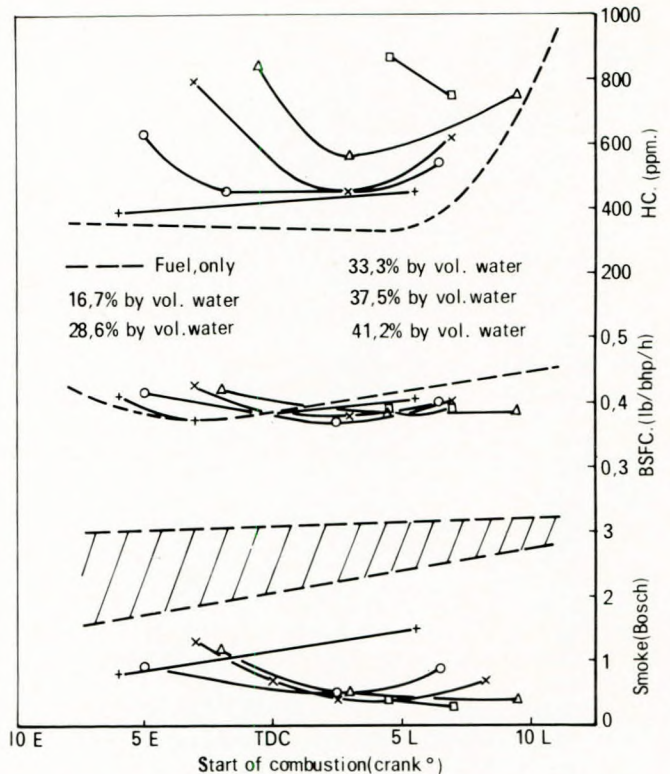 1000
800
600
400
200
HC. (ppm.)
— — — Fuel, only
16,7% by vol. water
28,6% by vol. water
33,3% by vol. water
37,5% by vol. water
41,2% by vol. water
0.5
0.4
0,3
BSFC. (lb/bhp/h)
3
2
1
0
Smoke(Bosch)
10 E
5 E
TDC
5 L
10 L
Start of combustion(crank°)